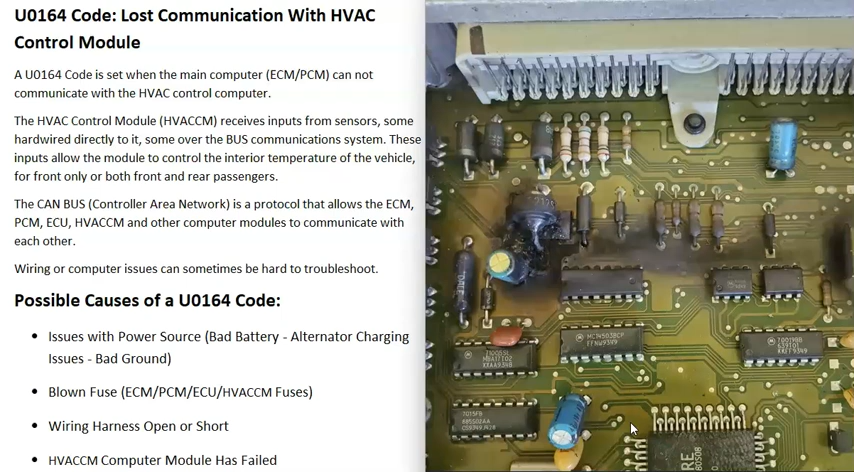 U0164 Code: Lost Communication With HVAC
Control Module
A U0164 Code is set when the main computer (ECM/PCM) can not
communicate with the HVAC control computer.
The HVAC Control Module (HVACCM) receives inputs from sensors, some
hardwired directly to it, some over the BUS communications system. These
inputs allow the module to control the interior temperature of the vehicle,
for front only or both front and rear passengers.
The CAN BUS (Controller Area Network) is a protocol that allows the ECM,
PCM, ECU, HVACCM and other computer modules to communicate with
each other.
Wiring or computer issues can sometimes be hard to troubleshoot.
Possible Causes of a U0164 Code:
• Issues with Power Source (Bad Battery - Alternator Charging
Issues - Bad Ground)
• Blown Fuse (ECM/PCM/ECU/HVACCM Fuses)
• Wiring Harness Open or Short
• HVACCM Computer Module Has Failed